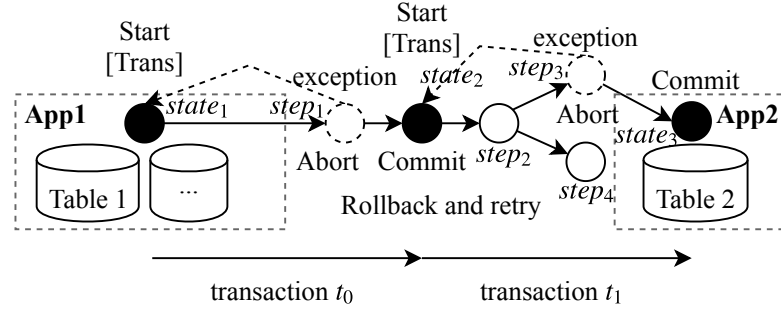 Start
[Trans]
exception
App1
state₁
step₁
Abort
Table 1
...
Start
[Trans]
state₂
exception
step₃
Commit
Commit
step₂
Abort
state₃
App2
step₄
Table 2
Rollback and retry
transaction t₀
transaction t₁